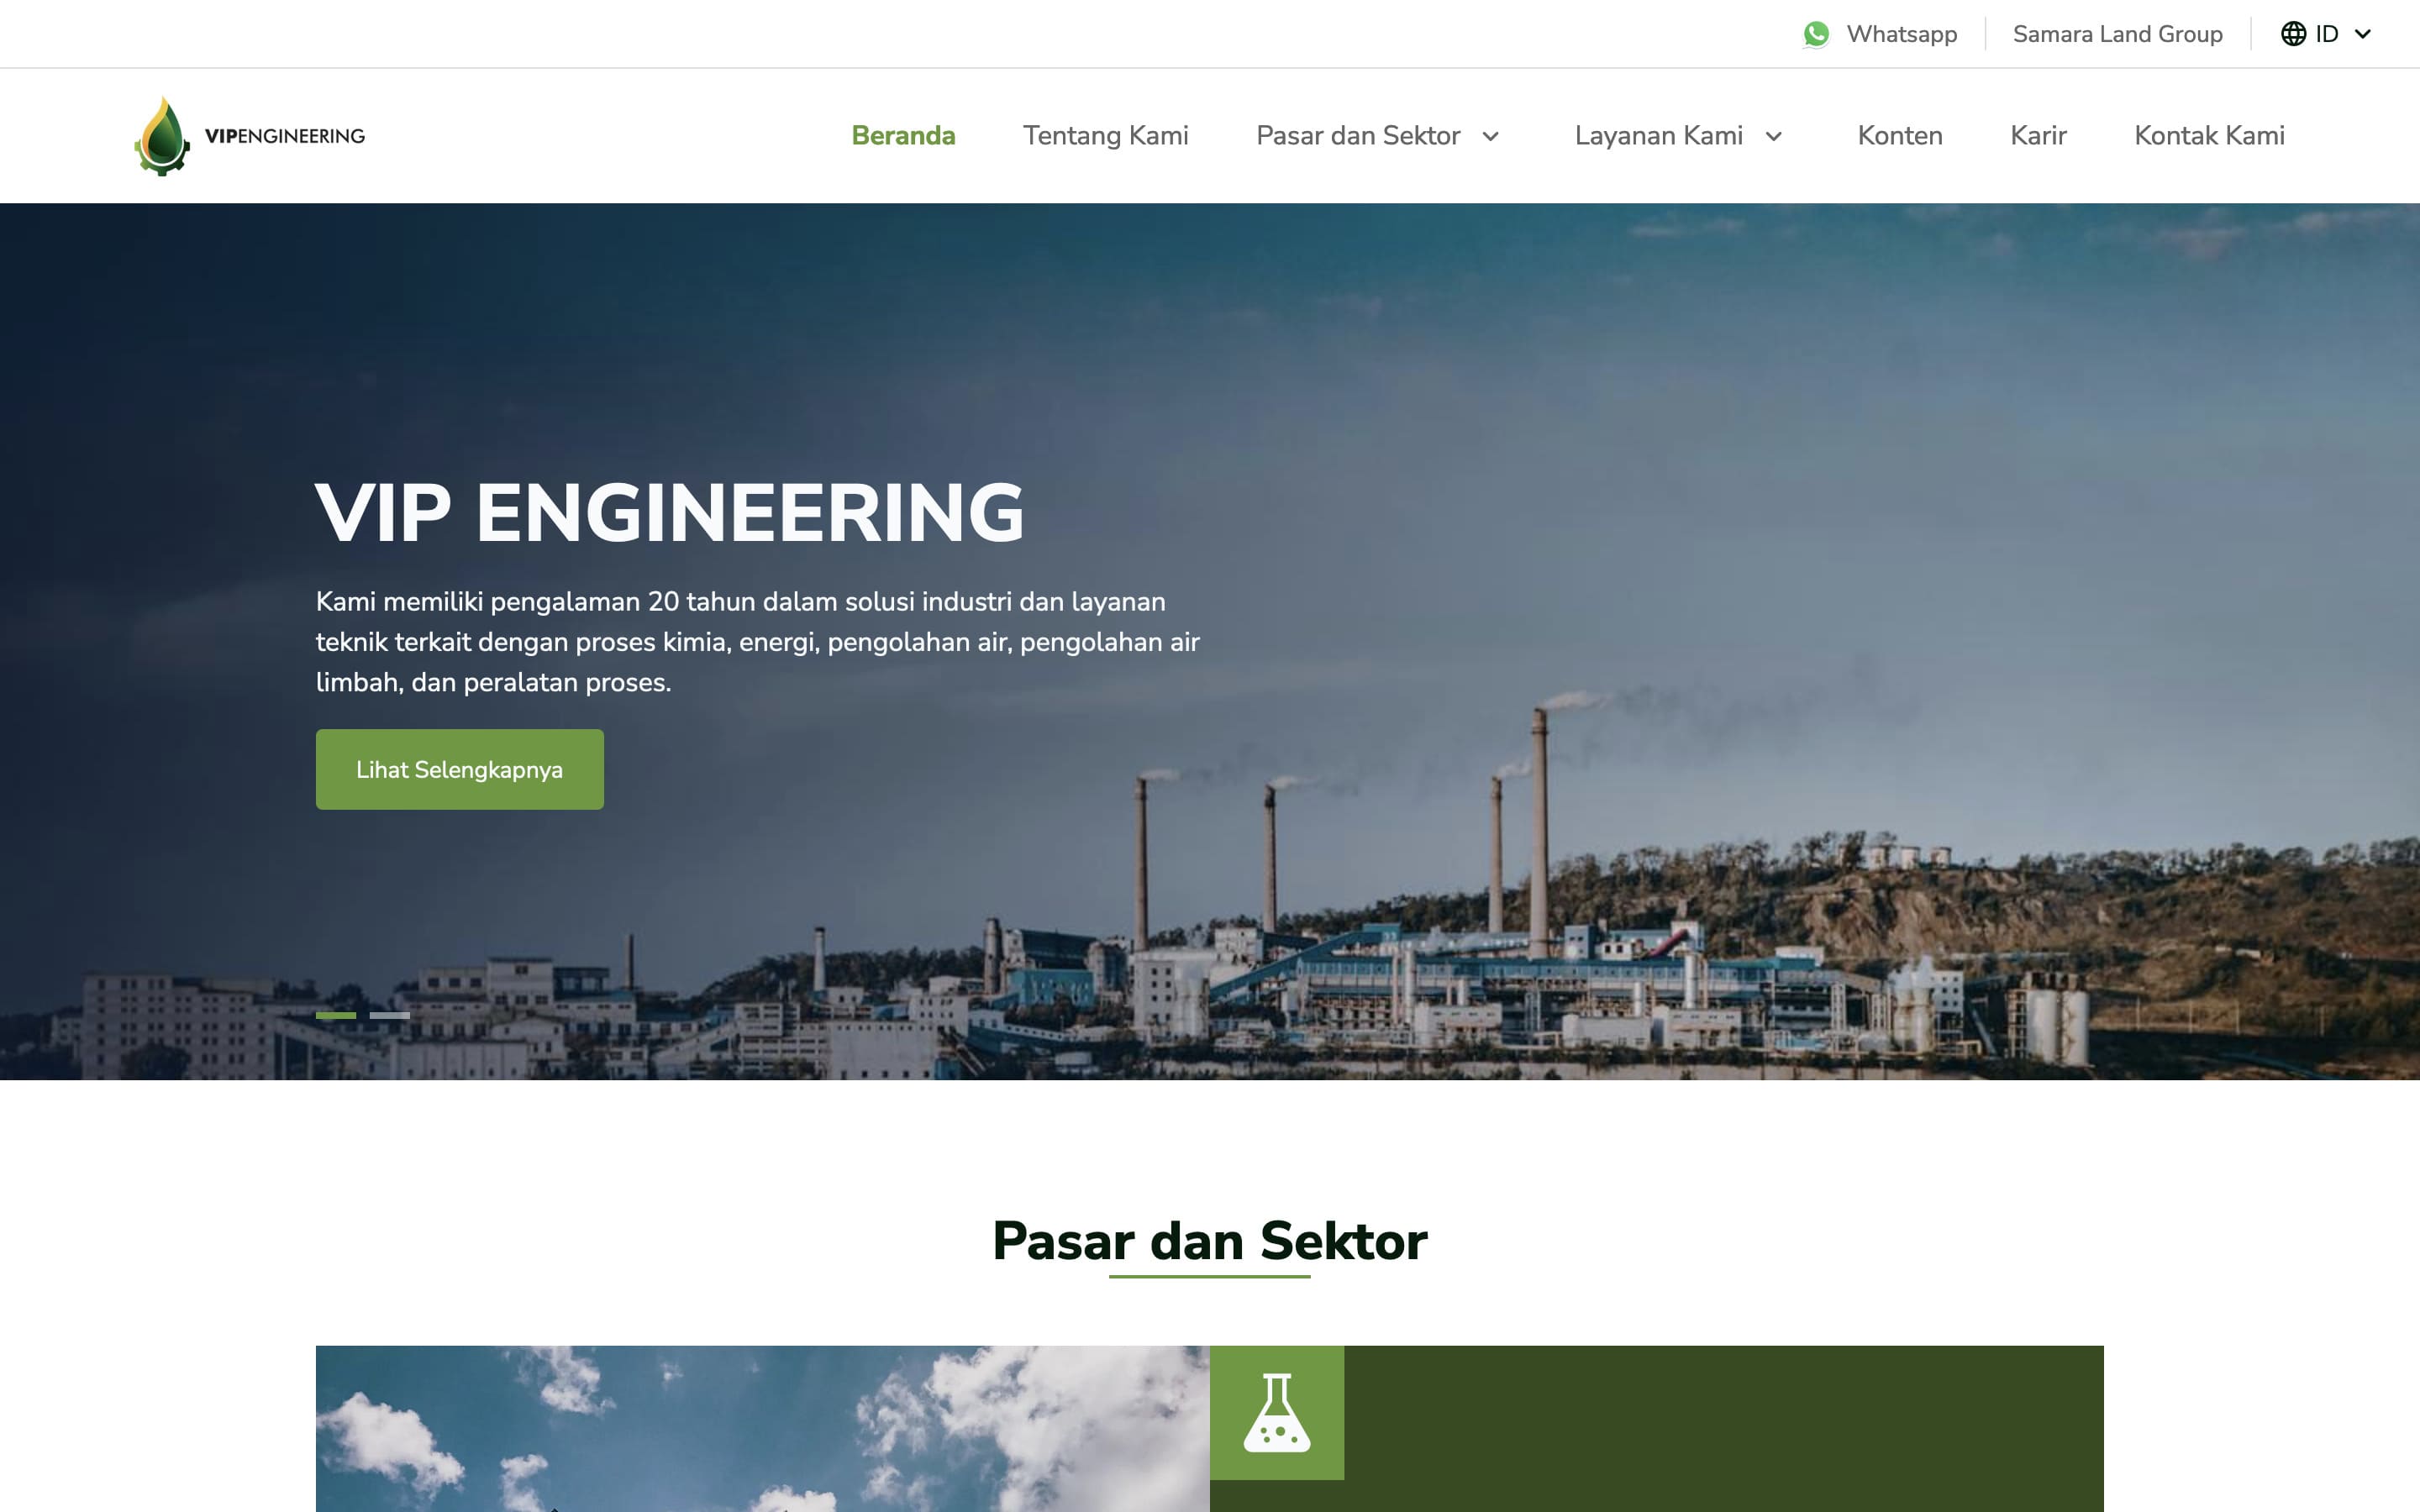 Whatsapp
Samara Land Group
ID
VIPENGINEERING
Beranda
Tentang Kami
Pasar dan Sektor
Layanan Kami
Konten
Karir
Kontak Kami
VIP ENGINEERING
Kami memiliki pengalaman 20 tahun dalam solusi industri dan layanan
teknik terkait dengan proses kimia, energi, pengolahan air, pengolahan air
limbah, dan peralatan proses.
Lihat Selengkapnya
Pasar dan Sektor